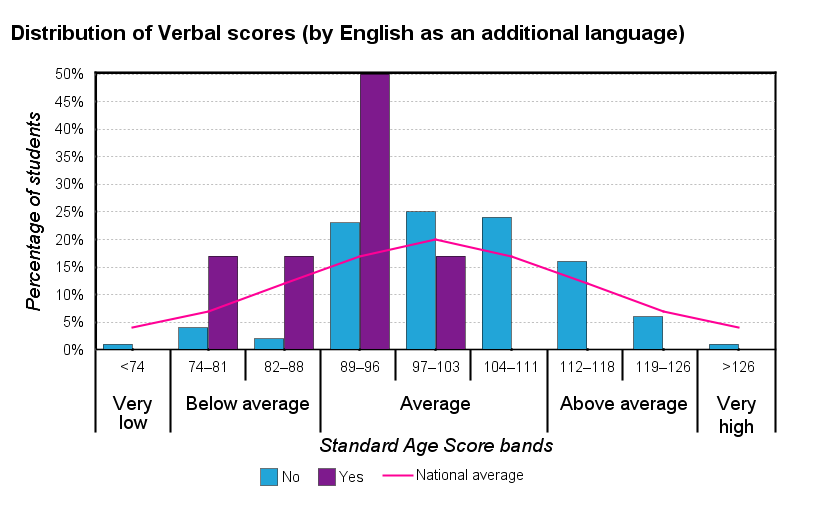 Distribution of Verbal scores (by English as an additional language)
Percentage of students
50%
45%
40%
35%
30%
25%
20%
15%
10%
5%
0%
<74 74–81 82–88 89–96 97–103 104–111 112–118 119–126 >126
Very low Below average Average Above average Very high
Standard Age Score bands
No Yes National average